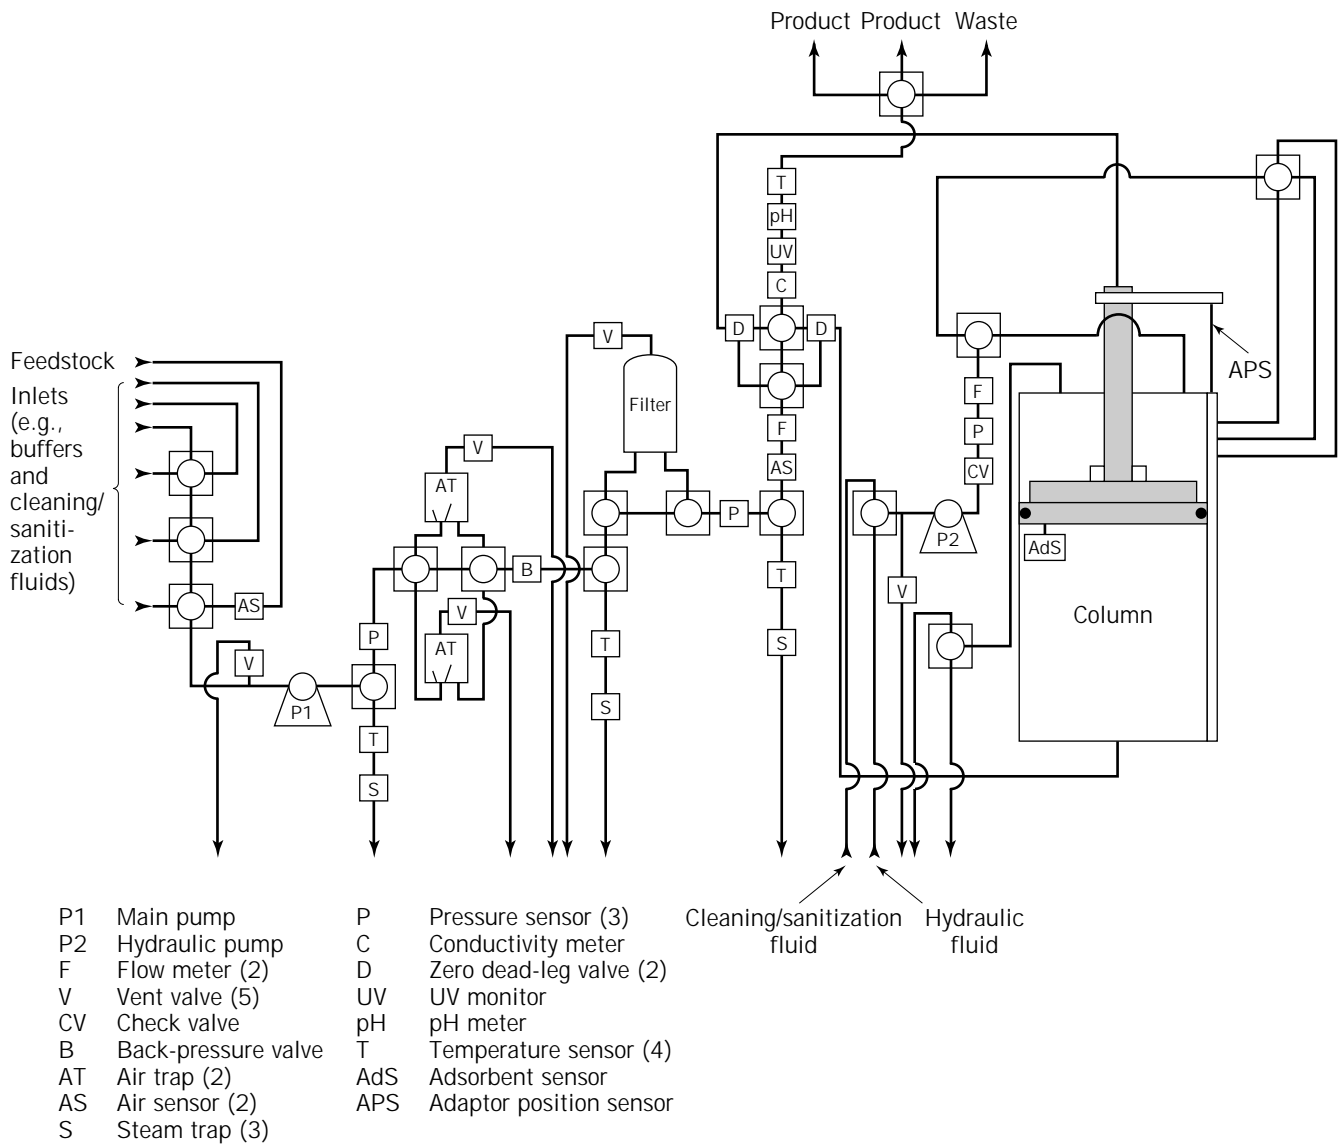 Product Product Waste
T
pH
UV
C
D D
V
Feedstock
Inlets
(e.g.,
buffers
and
cleaning/
saniti-
zation
fluids)
Filter
F
APS
F
P
V
AS
CV
AT
P
P2
B
AdS
T
V
AS
V
Column
P
T
S
AT
V
P1
S
T
S
Cleaning/sanitization
fluid
Hydraulic
fluid
P1 Main pump
P2 Hydraulic pump
F Flow meter (2)
V Vent valve (5)
CV Check valve
B Back-pressure valve
AT Air trap (2)
AS Air sensor (2)
S Steam trap (3)
P Pressure sensor (3)
C Conductivity meter
D Zero dead-leg valve (2)
UV UV monitor
pH pH meter
T Temperature sensor (4)
AdS Adsorbent sensor
APS Adaptor position sensor